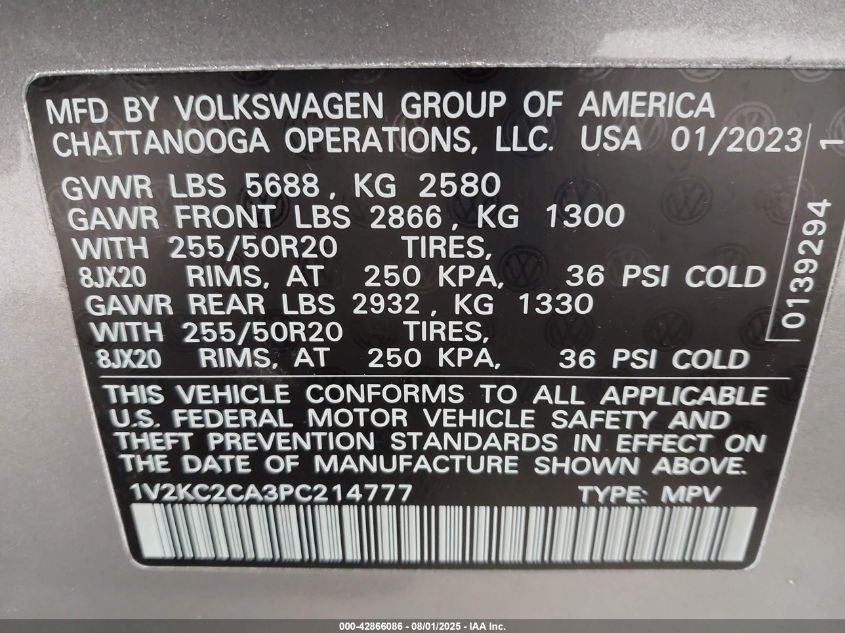 MFD BY VOLKSWAGEN GROUP OF AMERICA
CHATTANOOGA OPERATIONS, LLC. USA 01/2023
GVWR LBS 5688, KG 2580
GAWR FRONT LBS 2866, KG 1300
WITH 255/50R20 TIRES,
8JX20 RIMS, AT 250 KPA, 36 PSI COLD
GAWR REAR LBS 2932, KG 1330
WITH 255/50R20 TIRES,
8JX20 RIMS, AT 250 KPA, 36 PSI COLD
THIS VEHICLE CONFORMS TO ALL APPLICABLE
U.S. FEDERAL MOTOR VEHICLE SAFETY AND
THEFT PREVENTION STANDARDS IN EFFECT ON
THE DATE OF MANUFACTURE SHOWN ABOVE.
1V2KC2CA3PC214777 TYPE: MPV
0139294 1
000-42866086 - 08/01/2025 - IAA Inc.